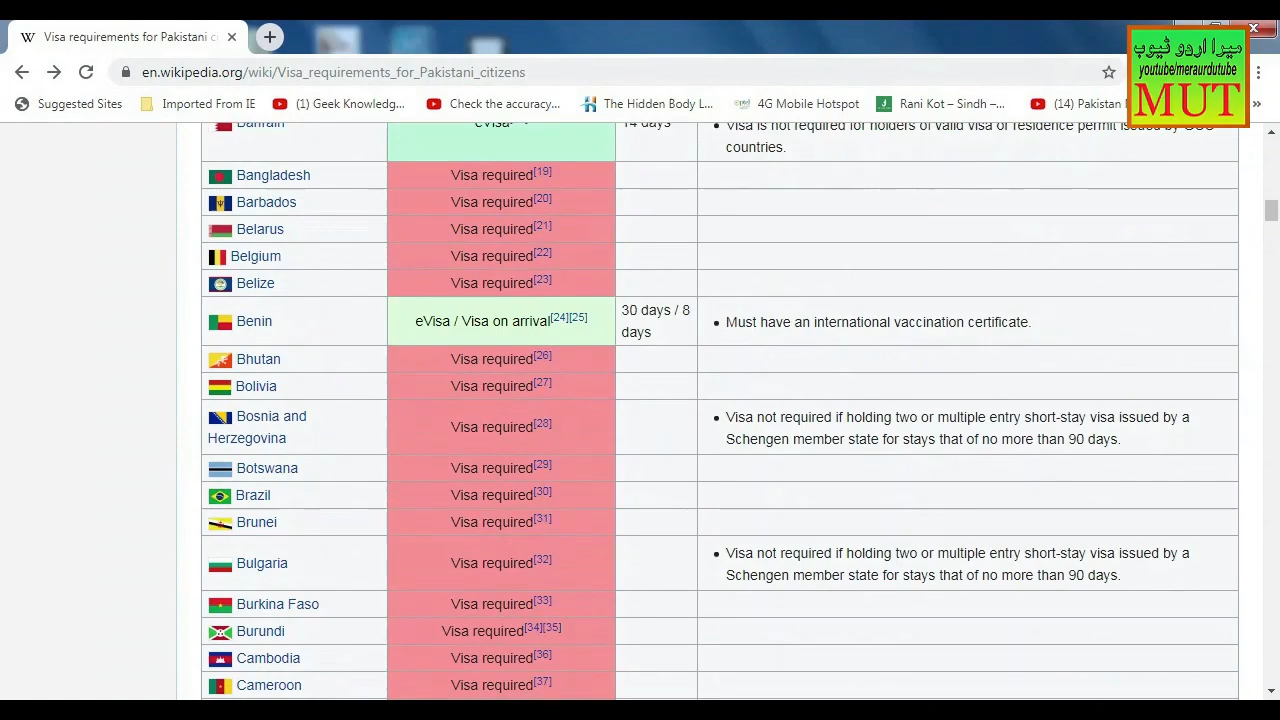 Visa requirements for Pakistani c
میرا اردو ٹیوب
youtube/meraurdutube
MUT
en.wikipedia.org/wiki/Visa_requirements_for_Pakistani_citizens
Suggested Sites Imported From IE (1) Geek Knowledg... Check the accuracy... The Hidden Body L... 4G Mobile Hotspot Rani Kot – Sindh –... (14) Pakistan »
Bahrain eVisa 14 days • Visa is not required for holders of valid visa or residence permit issued by GCC
countries.
Bangladesh Visa required[19]
Barbados Visa required[20]
Belarus Visa required[21]
Belgium Visa required[22]
Belize Visa required[23]
Benin eVisa / Visa on arrival[24][25] 30 days / 8
days • Must have an international vaccination certificate.
Bhutan Visa required[26]
Bolivia Visa required[27]
Bosnia and
Herzegovina Visa required[28] • Visa not required if holding two or multiple entry short-stay visa issued by a
Schengen member state for stays that of no more than 90 days.
Botswana Visa required[29]
Brazil Visa required[30]
Brunei Visa required[31]
Bulgaria Visa required[32] • Visa not required if holding two or multiple entry short-stay visa issued by a
Schengen member state for stays that of no more than 90 days.
Burkina Faso Visa required[33]
Burundi Visa required[34][35]
Cambodia Visa required[36]
Cameroon Visa required[37]